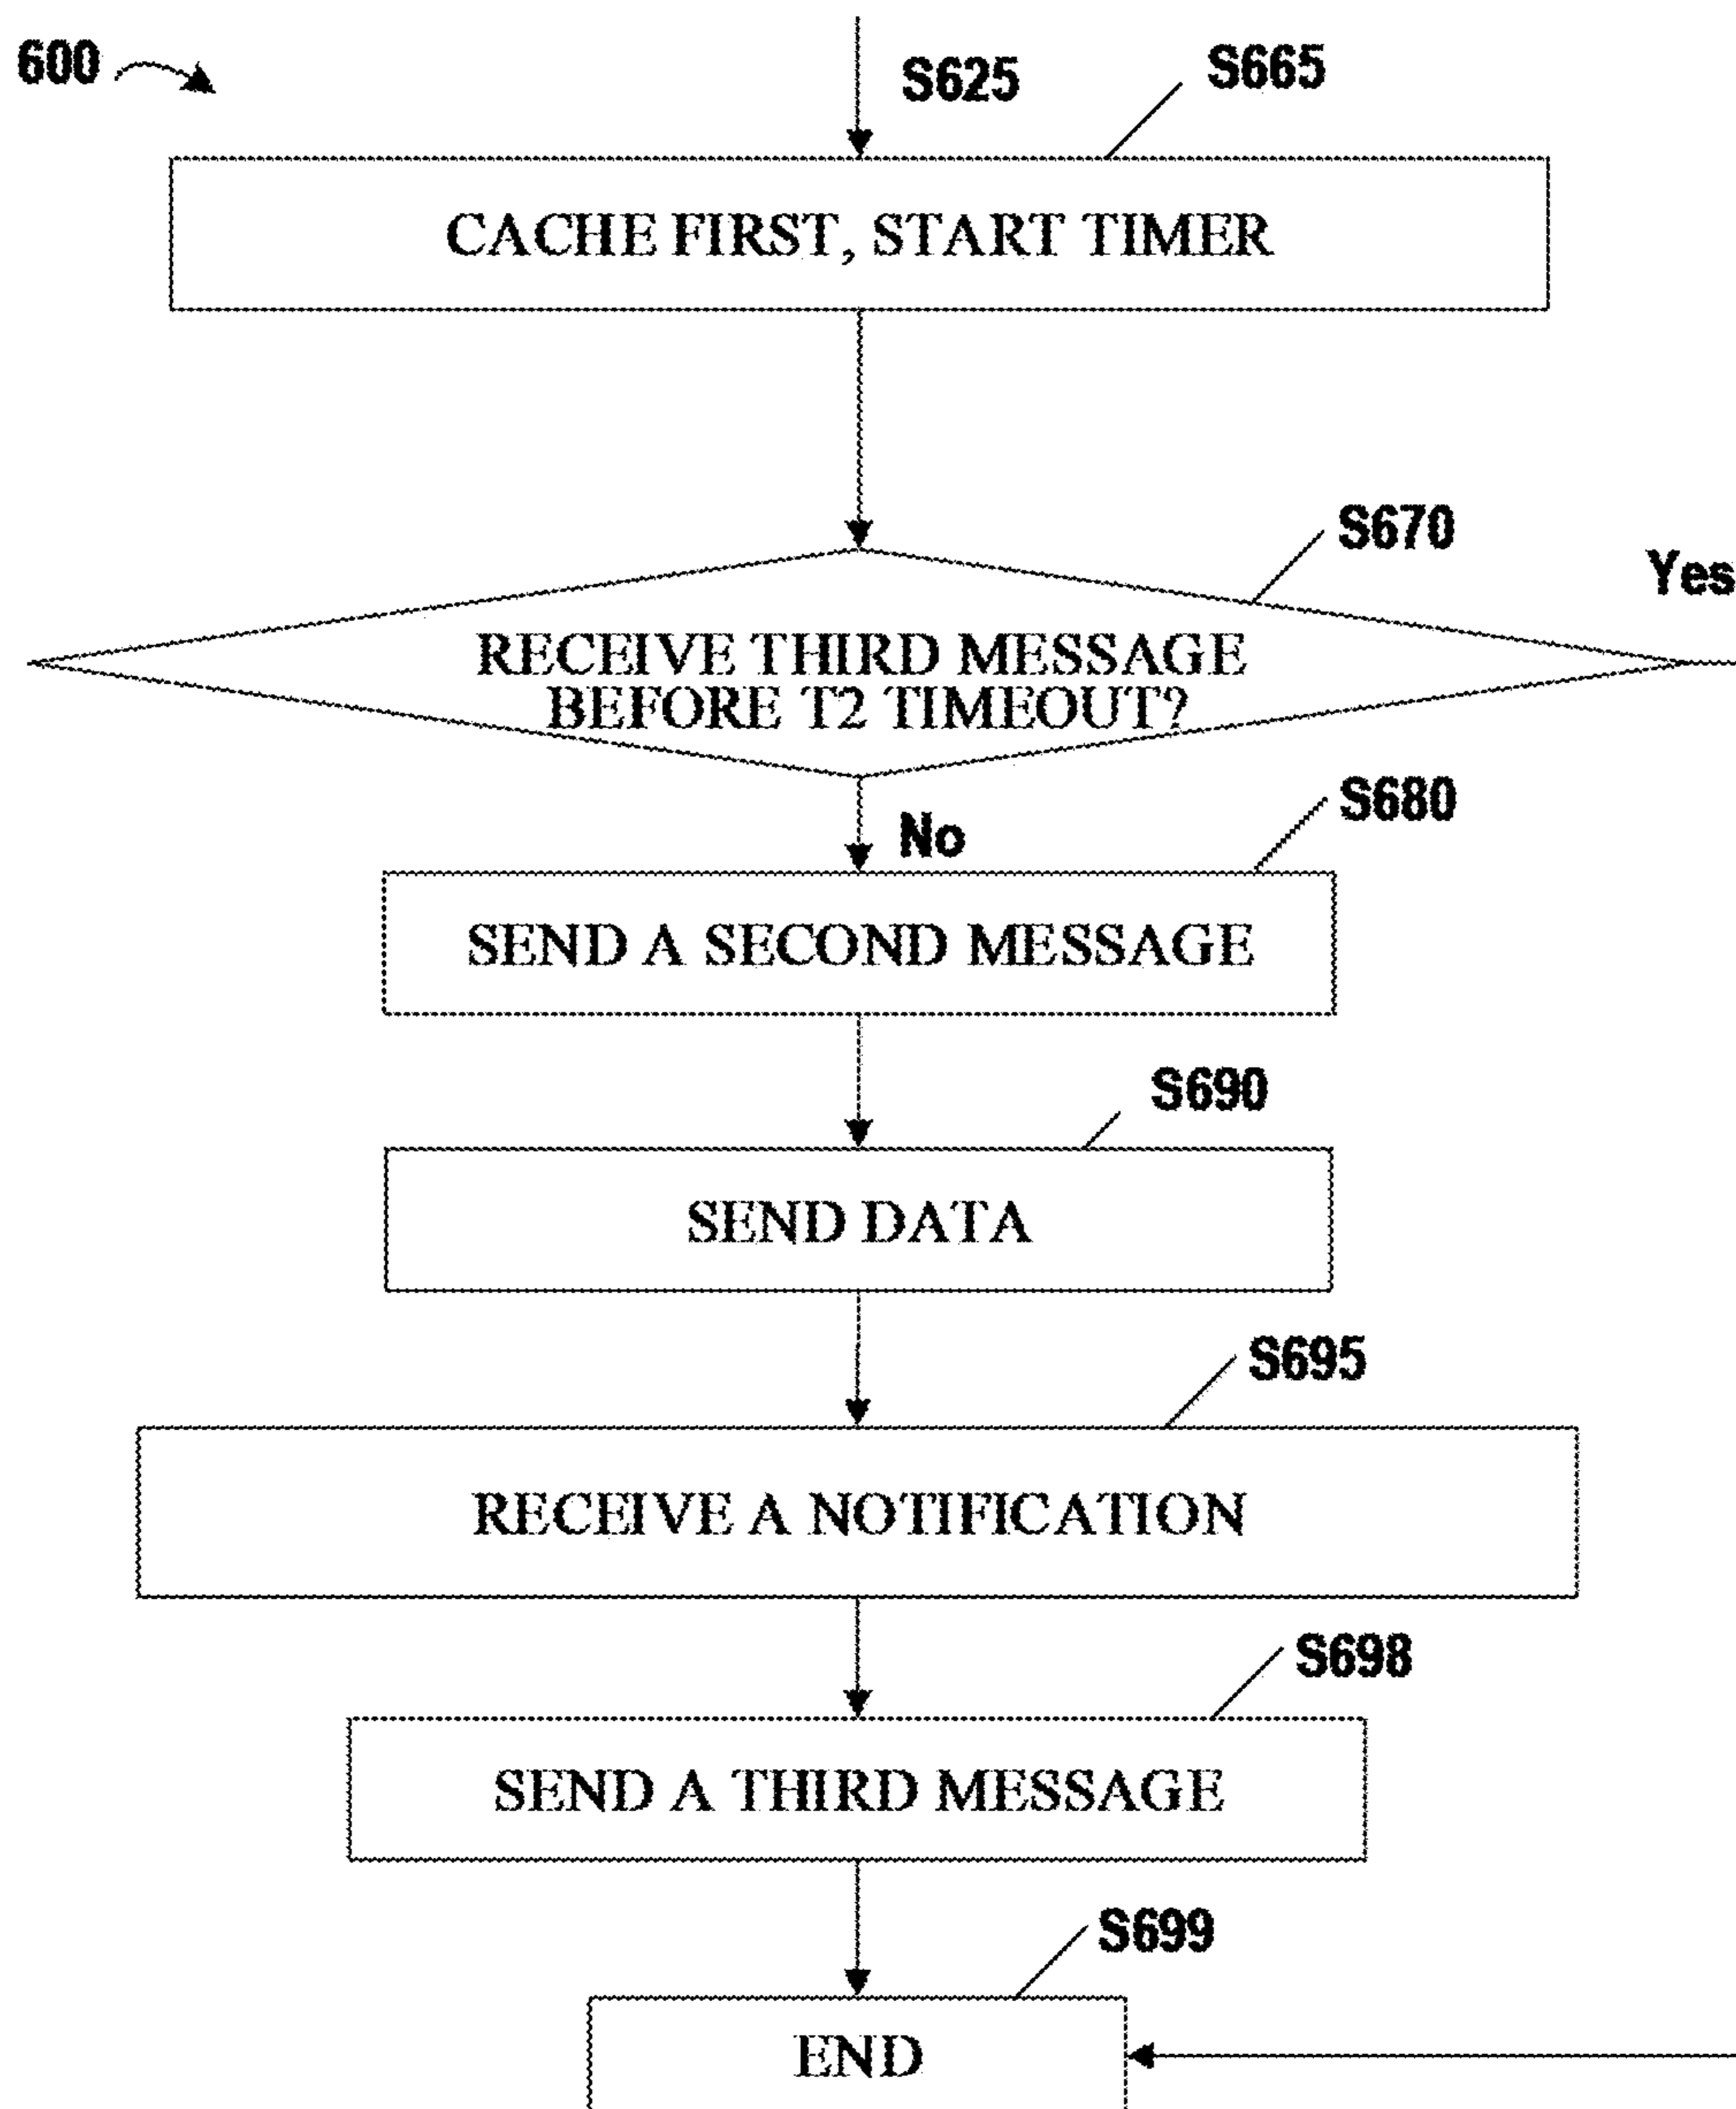 600
S625
S665
CACHE FIRST, START TIMER
S670
Yes
RECEIVE THIRD MESSAGE
BEFORE T2 TIMEOUT?
S680
No
SEND A SECOND MESSAGE
S690
SEND DATA
S695
RECEIVE A NOTIFICATION
S698
SEND A THIRD MESSAGE
S699
END